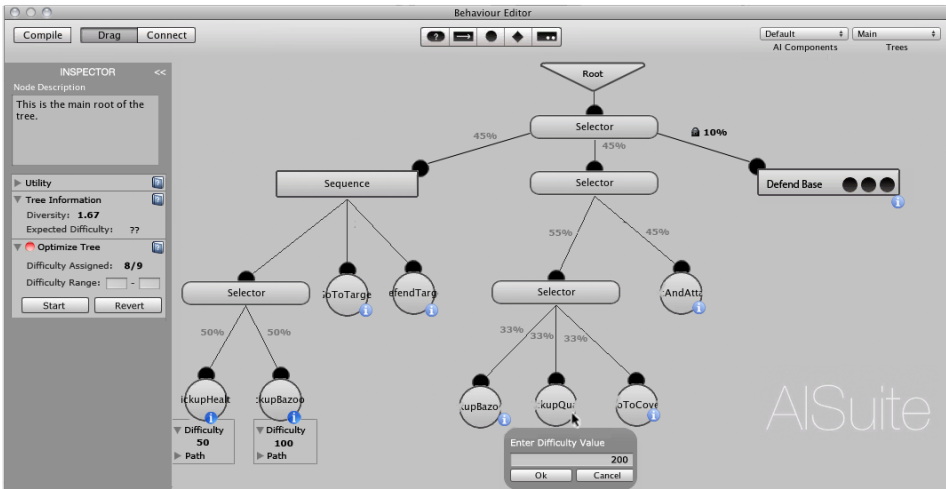 Behaviour Editor
Compile Drag Connect
Default Main
AI Components Trees
INSPECTOR <<
Node Description
This is the main root of the
tree.
Utility
Tree Information
Diversity: 1.67
Expected Difficulty: ??
Optimize Tree
Difficulty Assigned: 8/9
Difficulty Range: -
Start Revert
Root
Selector
45% 45% 10%
Sequence Selector Defend Base
55% 45%
Selector oToTarge efendTarg Selector AndAtta
50% 50% 33% 33% 33%
ickupHealt kupBazoo kupBazo kupQua oToCove
Difficulty Difficulty
50 100
Path Path
Enter Difficulty Value
200
Ok Cancel
AISuite